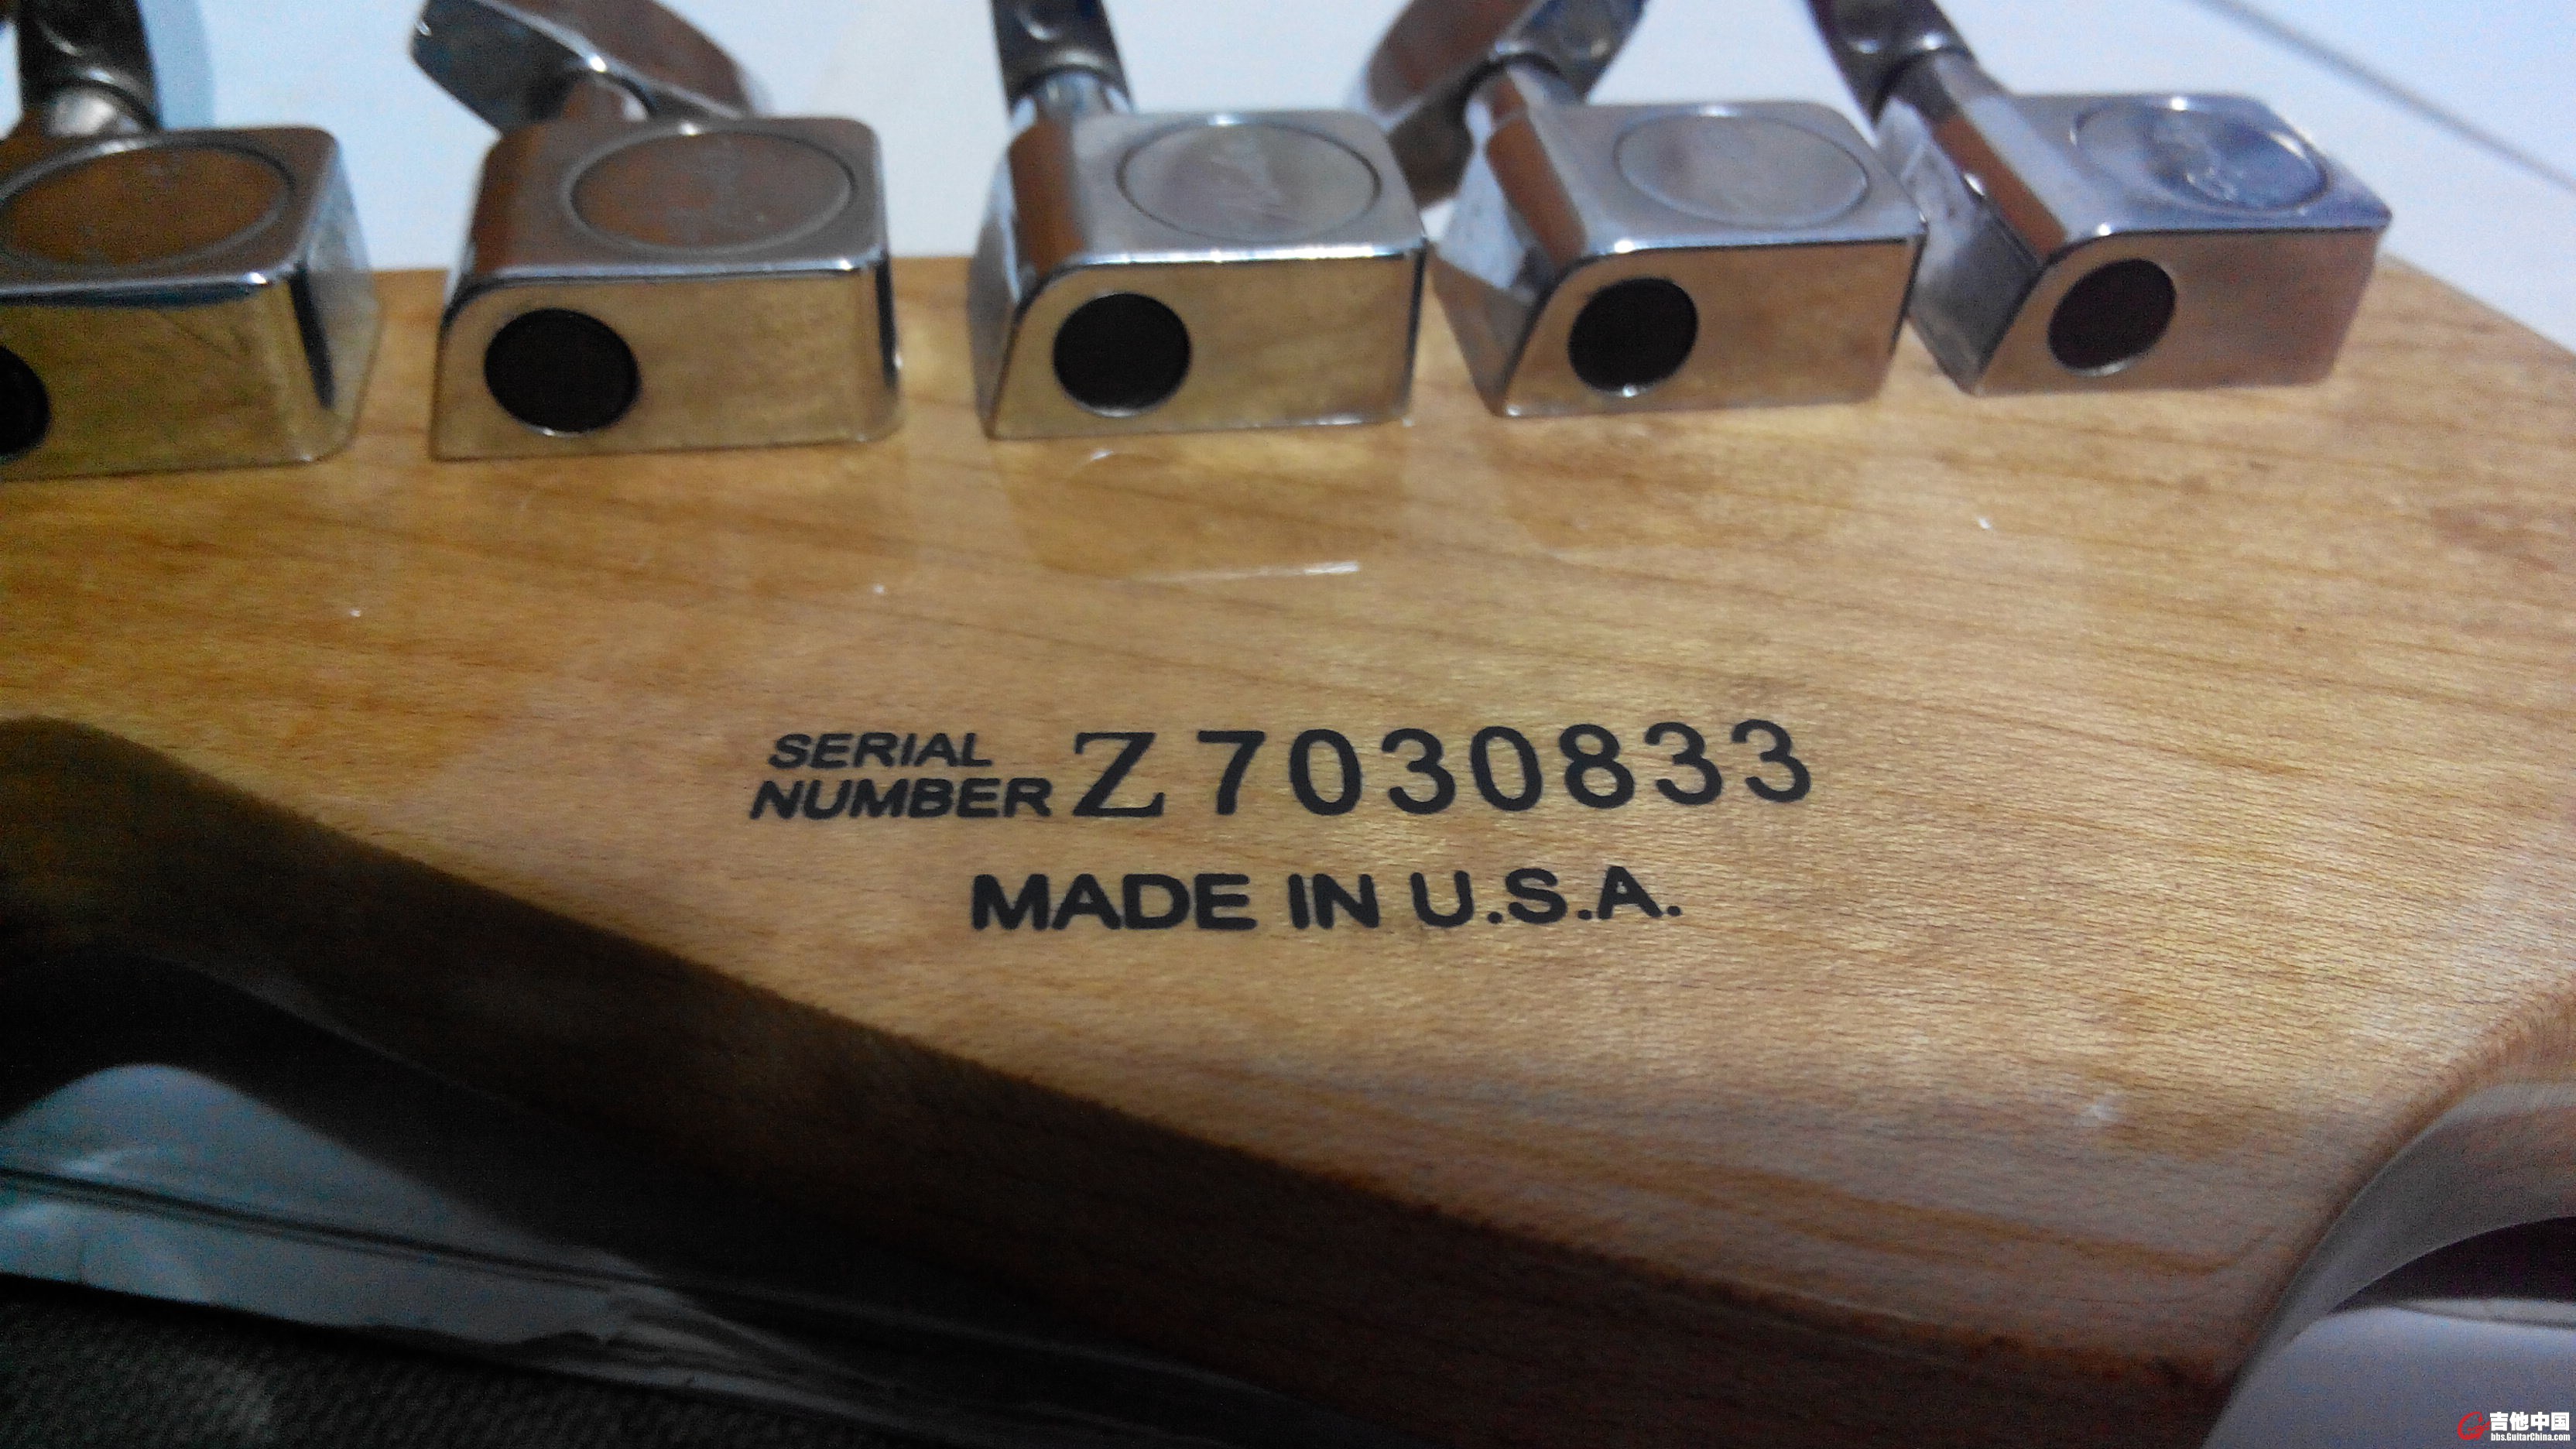 SERIAL
NUMBER Z7030833
MADE IN U.S.A.
吉他中国
bbs.GuitarChina.com